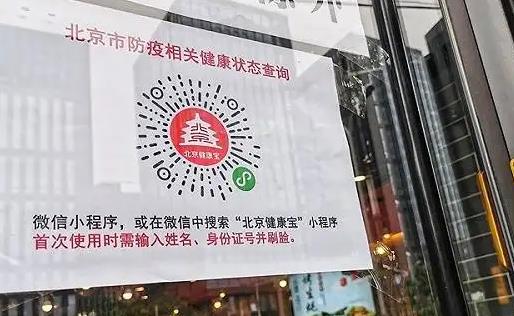 北京市防疫相关健康状态查询
北京健康宝
微信小程序，或在微信中搜索“北京健康宝”小程序
首次使用时需输入姓名、身份证号并刷脸。